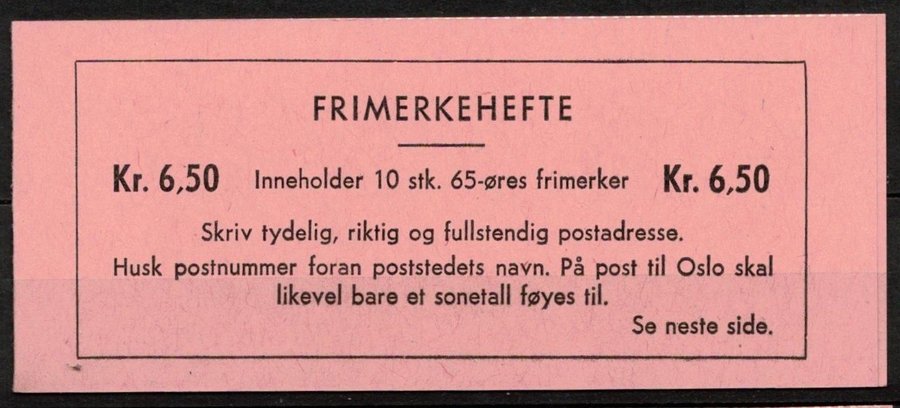 FRIMERKEHEFTE
Kr. 6,50 Inneholder 10 stk. 65-øres frimerker Kr. 6,50
Skriv tydelig, riktig og fullstendig postadresse.
Husk postnummer foran poststedets navn. På post til Oslo skal
likevel bare et sonetall føyes til.
Se neste side.